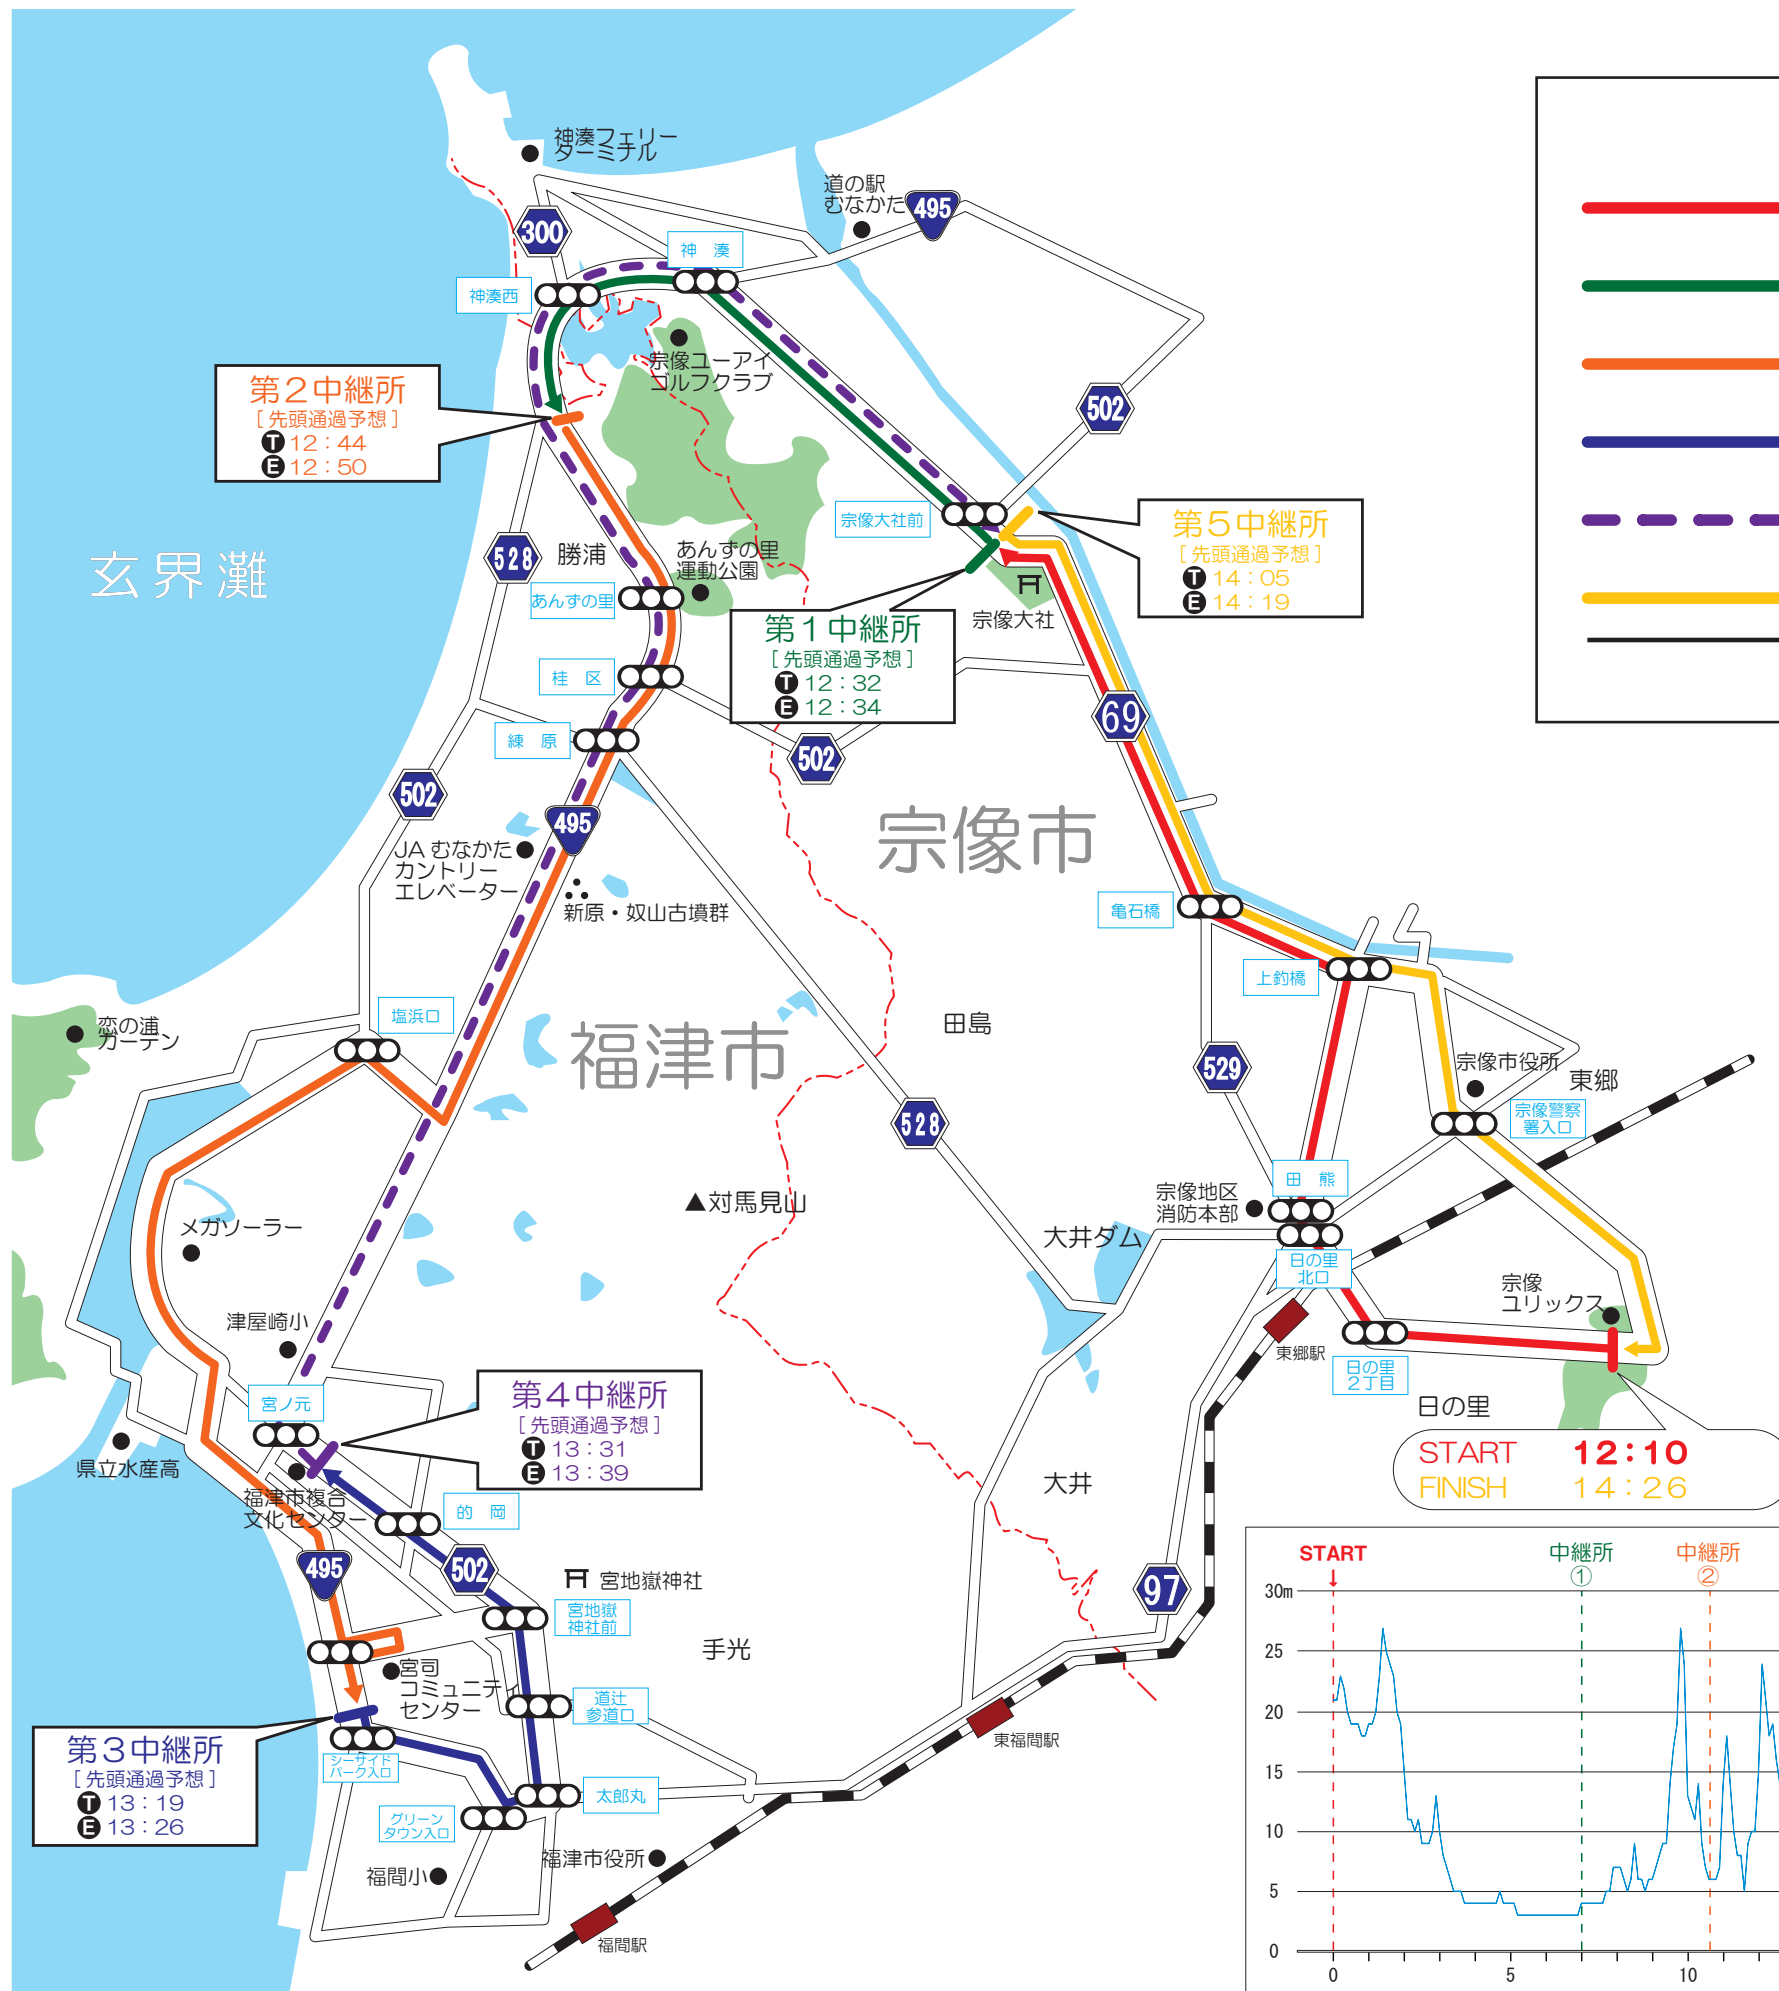 神湊フェリー
ターミナル
道の駅
むなかた
495
300
神 湊
神湊西
宗像ユーアイ
ゴルフクラブ
第2中継所
[ 先頭通過予想 ]
T 12:44
E 12:50
502
宗像大社前
第5中継所
[ 先頭通過予想 ]
T 14:05
E 14:19
玄界灘
528
勝浦
あんずの里
運動公園
あんずの里
宗像大社
第1中継所
[ 先頭通過予想 ]
T 12:32
E 12:34
桂 区
練 原
69
502
502
495
宗像市
JA むなかた
カントリー
エレベーター
新原・奴山古墳群
亀石橋
上釣橋
塩浜口
恋の浦
ガーデン
福津市
田島
529
宗像市役所
東郷
宗像警察
署入口
528
田 熊
▲対馬見山
宗像地区
消防本部
大井ダム
メガソーラー
日の里
北口
宗像
ユリックス
津屋崎小
東郷駅
日の里
2丁目
宮ノ元
第4中継所
[ 先頭通過予想 ]
T 13:31
E 13:39
日の里
START 12:10
FINISH 14:26
県立水産高
福津市複合
文化センター
的 岡
大井
495
502
宮地嶽神社
宮地嶽
神社前
97
手光
宮司
コミュニティ
センター
道辻
参道口
東福間駅
第3中継所
[ 先頭通過予想 ]
T 13:19
E 13:26
シーサイド
パーク入口
太郎丸
グリーン
タウン入口
福間小
福津市役所
福間駅
START
中継所
①
中継所
②
30m
25
20
15
10
5
0
0 5 10